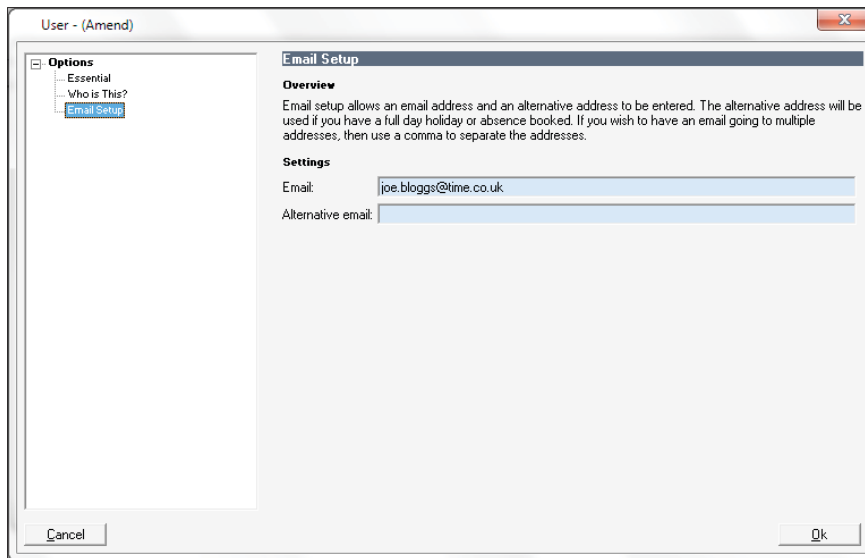 User - (Amend)
Options
Essential
Who is This?
Email Setup
Email Setup
Overview
Email setup allows an email address and an alternative address to be entered. The alternative address will be
used if you have a full day holiday or absence booked. If you wish to have an email going to multiple
addresses, then use a comma to separate the addresses.
Settings
Email: joe.bloggs@time.co.uk
Alternative email:
Cancel
Ok